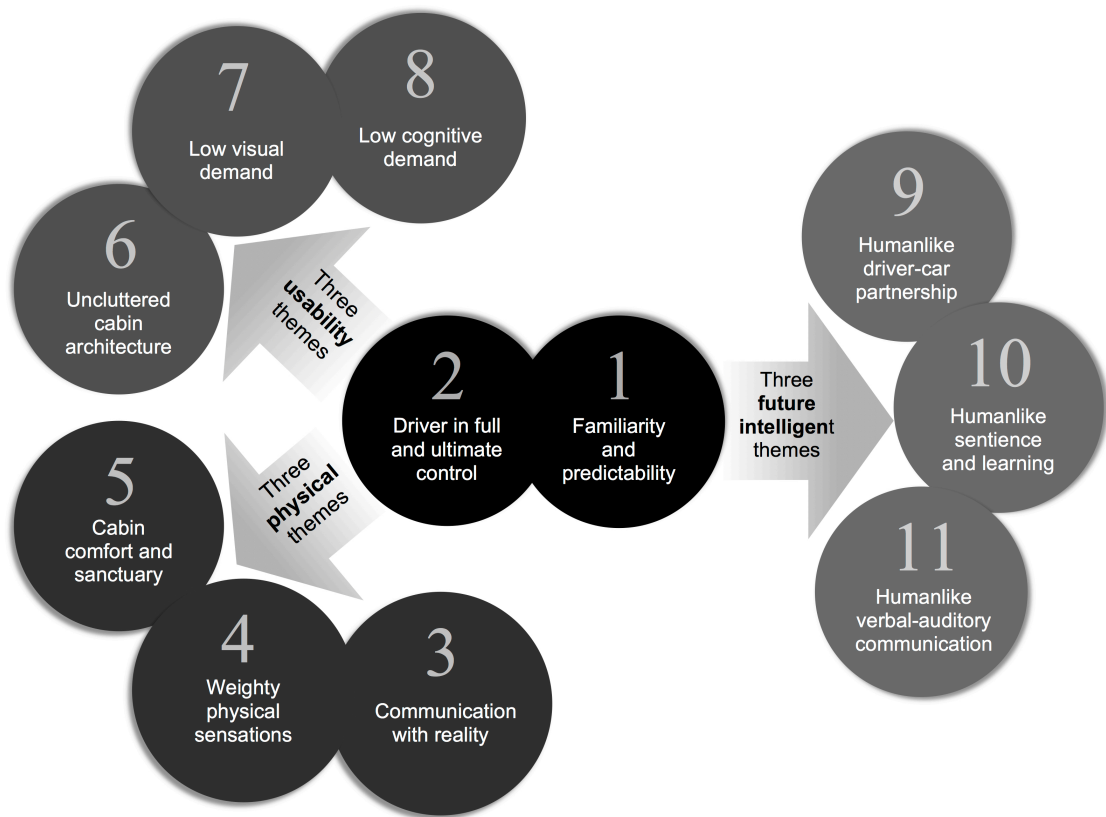 7
Low visual
demand
8
Low cognitive
demand
6
Uncluttered
cabin
architecture
Three
usability
themes
9
Humanlike
driver-car
partnership
2
Driver in full
and ultimate
control
1
Familiarity
and
predictability
Three
future
intelligent
themes
10
Humanlike
sentience
and learning
5
Cabin
comfort and
sanctuary
Three
physical
themes
4
Weighty
physical
sensations
3
Communication
with reality
11
Humanlike
verbal-auditory
communication